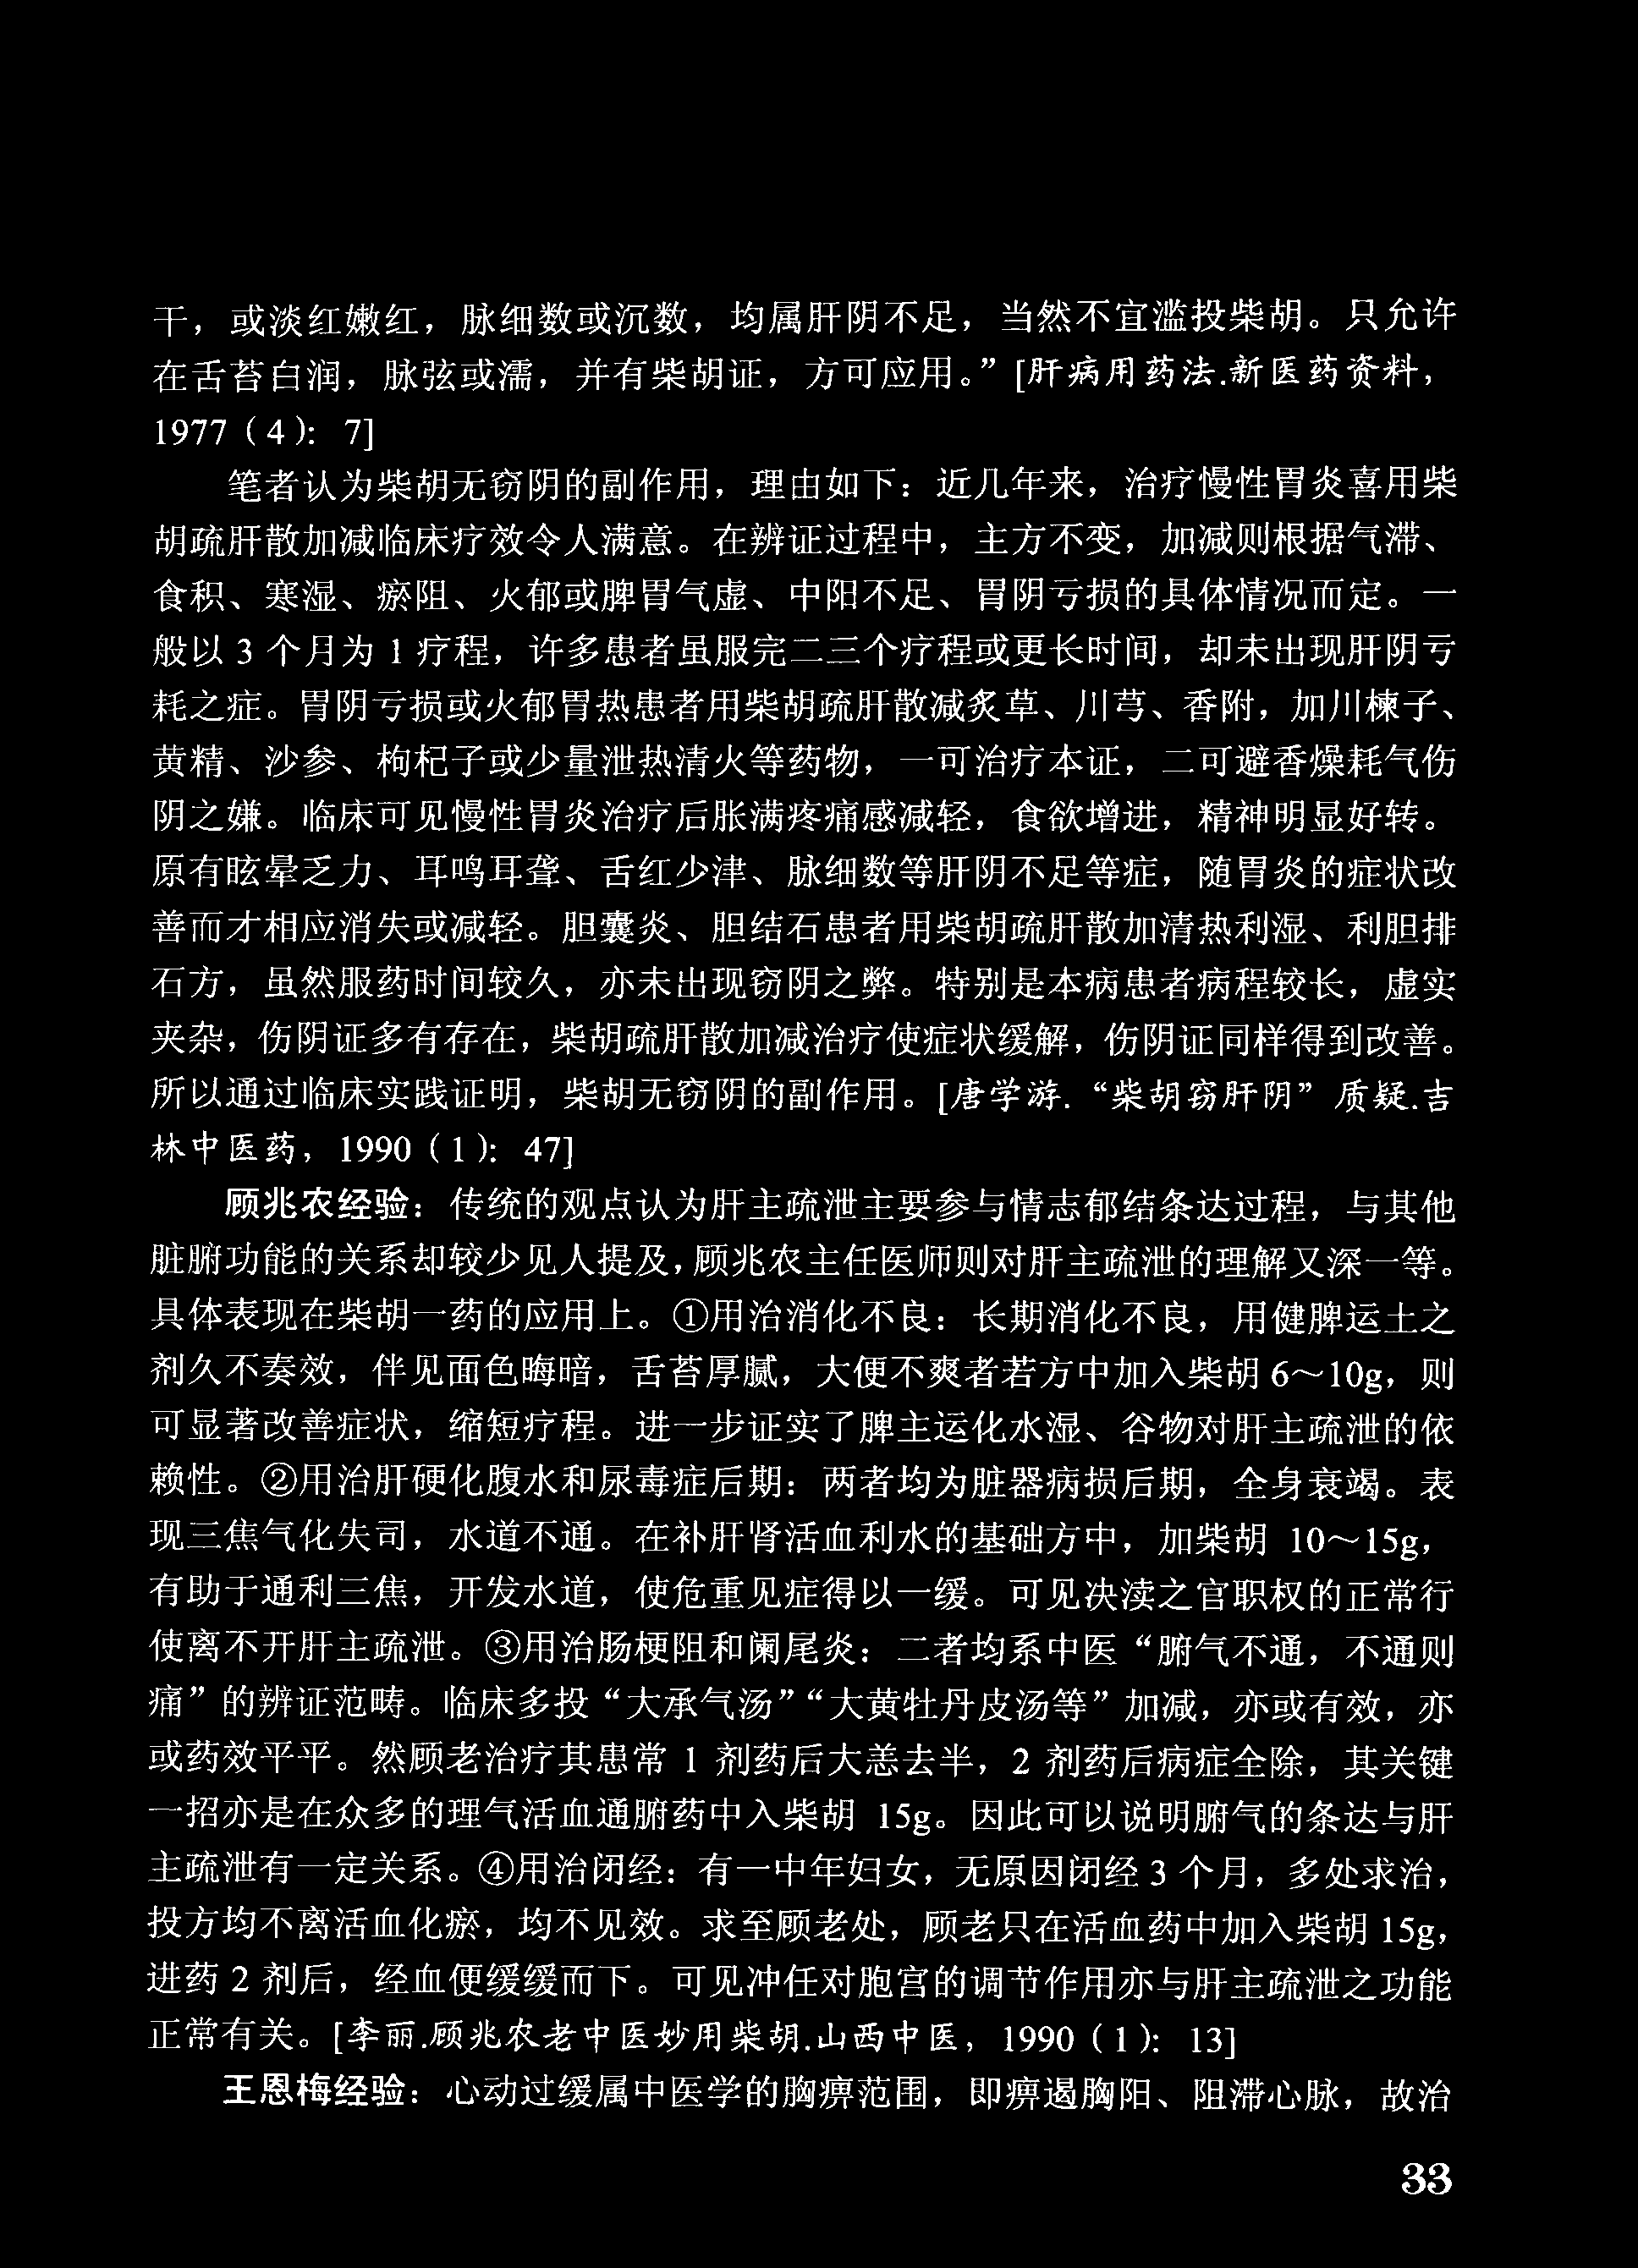 干，或淡红嫩红，脉细数或沉数，均属肝阴不足，当然不宜滥投柴胡。只允许
在舌苔白润，脉弦或濡，并有柴胡证，方可应用。”[肝病用药法.新医药资料，
1977（4）：7]
笔者认为柴胡无窃阴的副作用，理由如下：近几年来，治疗慢性胃炎喜用柴
胡疏肝散加减临床疗效令人满意。在辨证过程中，主方不变，加减则根据气滞、
食积、寒湿、瘀阻、火郁或脾胃气虚、中阳不足、胃阴亏损的具体情况而定。一
般以 3 个月为 1 疗程，许多患者虽服完二三个疗程或更长时间，却未出现肝阴亏
耗之症。胃阴亏损或火郁胃热患者用柴胡疏肝散减炙草、川芎、香附，加川楝子、
黄精、沙参、枸杞子或少量泄热清火等药物，一可治疗本证，二可避香燥耗气伤
阴之嫌。临床可见慢性胃炎治疗后胀满疼痛感减轻，食欲增进，精神明显好转。
原有眩晕乏力、耳鸣耳聋、舌红少津、脉细数等肝阴不足等症，随胃炎的症状改
善而才相应消失或减轻。胆囊炎、胆结石患者用柴胡疏肝散加清热利湿、利胆排
石方，虽然服药时间较久，亦未出现窃阴之弊。特别是本病患者病程较长，虚实
夹杂，伤阴证多有存在，柴胡疏肝散加减治疗使症状缓解，伤阴证同样得到改善。
所以通过临床实践证明，柴胡无窃阴的副作用。[唐学游.“柴胡窃肝阴”质疑.吉
林中医药，1990（1）：47]
顾兆农经验：传统的观点认为肝主疏泄主要参与情志郁结条达过程，与其他
脏腑功能的关系却较少见人提及，顾兆农主任医师则对肝主疏泄的理解又深一等。
具体表现在柴胡一药的应用上。①用治消化不良：长期消化不良，用健脾运土之
剂久不奏效，伴见面色晦暗，舌苔厚腻，大便不爽者若方中加入柴胡 6～10g，则
可显著改善症状，缩短疗程。进一步证实了脾主运化水湿、谷物对肝主疏泄的依
赖性。②用治肝硬化腹水和尿毒症后期：两者均为脏器病损后期，全身衰竭。表
现三焦气化失司，水道不通。在补肝肾活血利水的基础方中，加柴胡 10～15g，
有助于通利三焦，开发水道，使危重见症得以一缓。可见决渎之官职权的正常行
使离不开肝主疏泄。③用治肠梗阻和阑尾炎：二者均系中医“腑气不通，不通则
痛”的辨证范畴。临床多投“大承气汤”“大黄牡丹皮汤等”加减，亦或有效，亦
或药效平平。然顾老治疗其患常 1 剂药后大恙去半，2 剂药后病症全除，其关键
一招亦是在众多的理气活血通腑药中入柴胡 15g。因此可以说明腑气的条达与肝
主疏泄有一定关系。④用治闭经：有一中年妇女，无原因闭经 3 个月，多处求治，
投方均不离活血化瘀，均不见效。求至顾老处，顾老只在活血药中加入柴胡 15g，
进药 2 剂后，经血便缓缓而下。可见冲任对胞宫的调节作用亦与肝主疏泄之功能
正常有关。[李丽.顾兆农老中医妙用柴胡.山西中医，1990（1）：13]
王恩梅经验：心动过缓属中医学的胸痹范围，即痹遏胸阳、阻滞心脉，故治
33